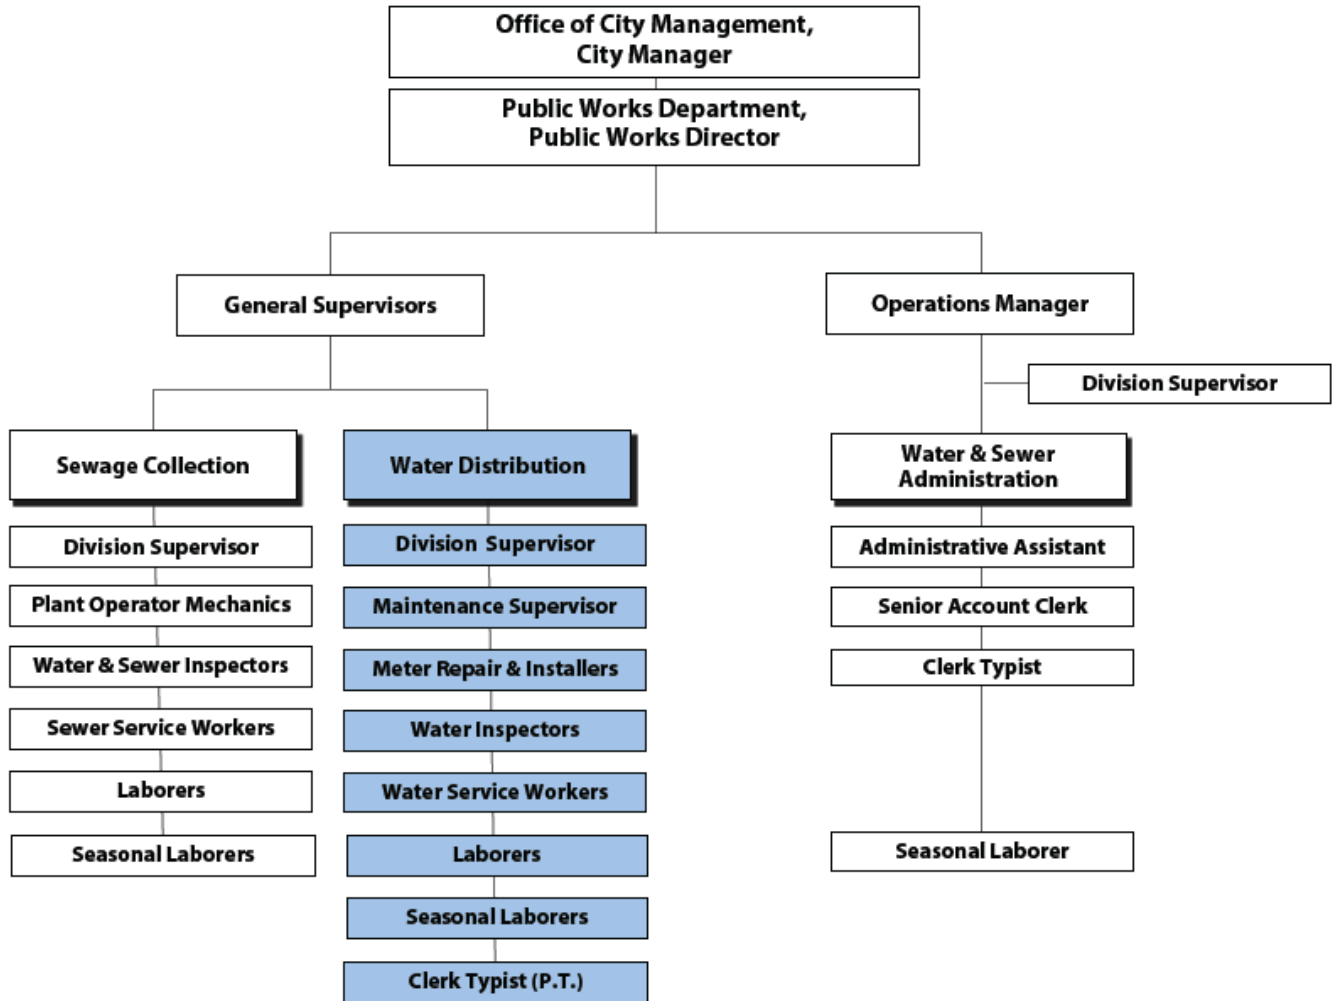 Office of City Management,
City Manager
Public Works Department,
Public Works Director
General Supervisors
Operations Manager
Division Supervisor
Sewage Collection
Water Distribution
Water & Sewer
Administration
Division Supervisor
Plant Operator Mechanics
Water & Sewer Inspectors
Sewer Service Workers
Laborers
Seasonal Laborers
Division Supervisor
Maintenance Supervisor
Meter Repair & Installers
Water Inspectors
Water Service Workers
Laborers
Seasonal Laborers
Clerk Typist (P.T.)
Administrative Assistant
Senior Account Clerk
Clerk Typist
Seasonal Laborer